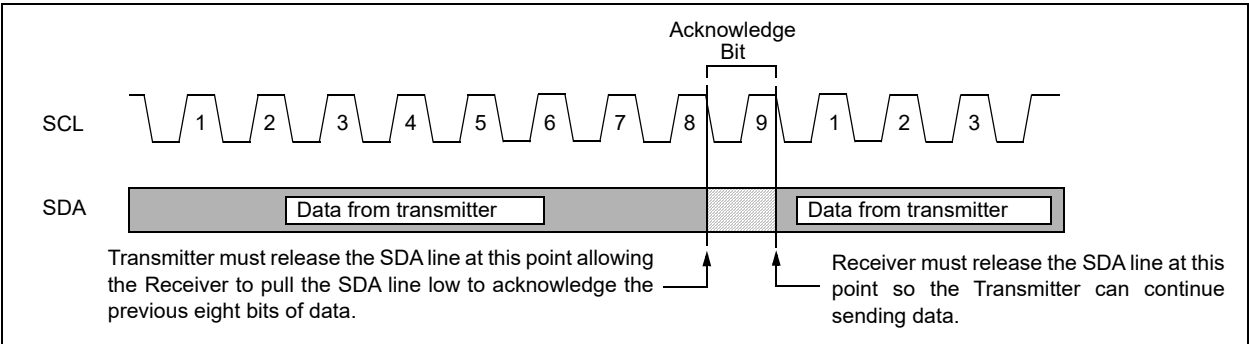 Acknowledge
Bit
SCL
1 2 3 4 5 6 7 8 9 1 2 3
SDA
Data from transmitter
Data from transmitter
Transmitter must release the SDA line at this point allowing
the Receiver to pull the SDA line low to acknowledge the
previous eight bits of data.
Receiver must release the SDA line at this
point so the Transmitter can continue
sending data.